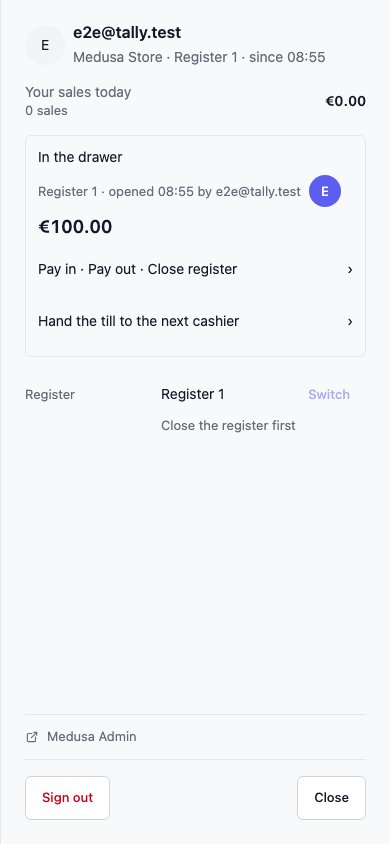 E
e2e@tally.test
Medusa Store · Register 1 · since 08:55
Your sales today
0 sales
€0.00
In the drawer
Register 1 · opened 08:55 by e2e@tally.test
E
€100.00
Pay in · Pay out · Close register ›
Hand the till to the next cashier ›
Register Register 1 Switch
Close the register first
Medusa Admin
Sign out Close